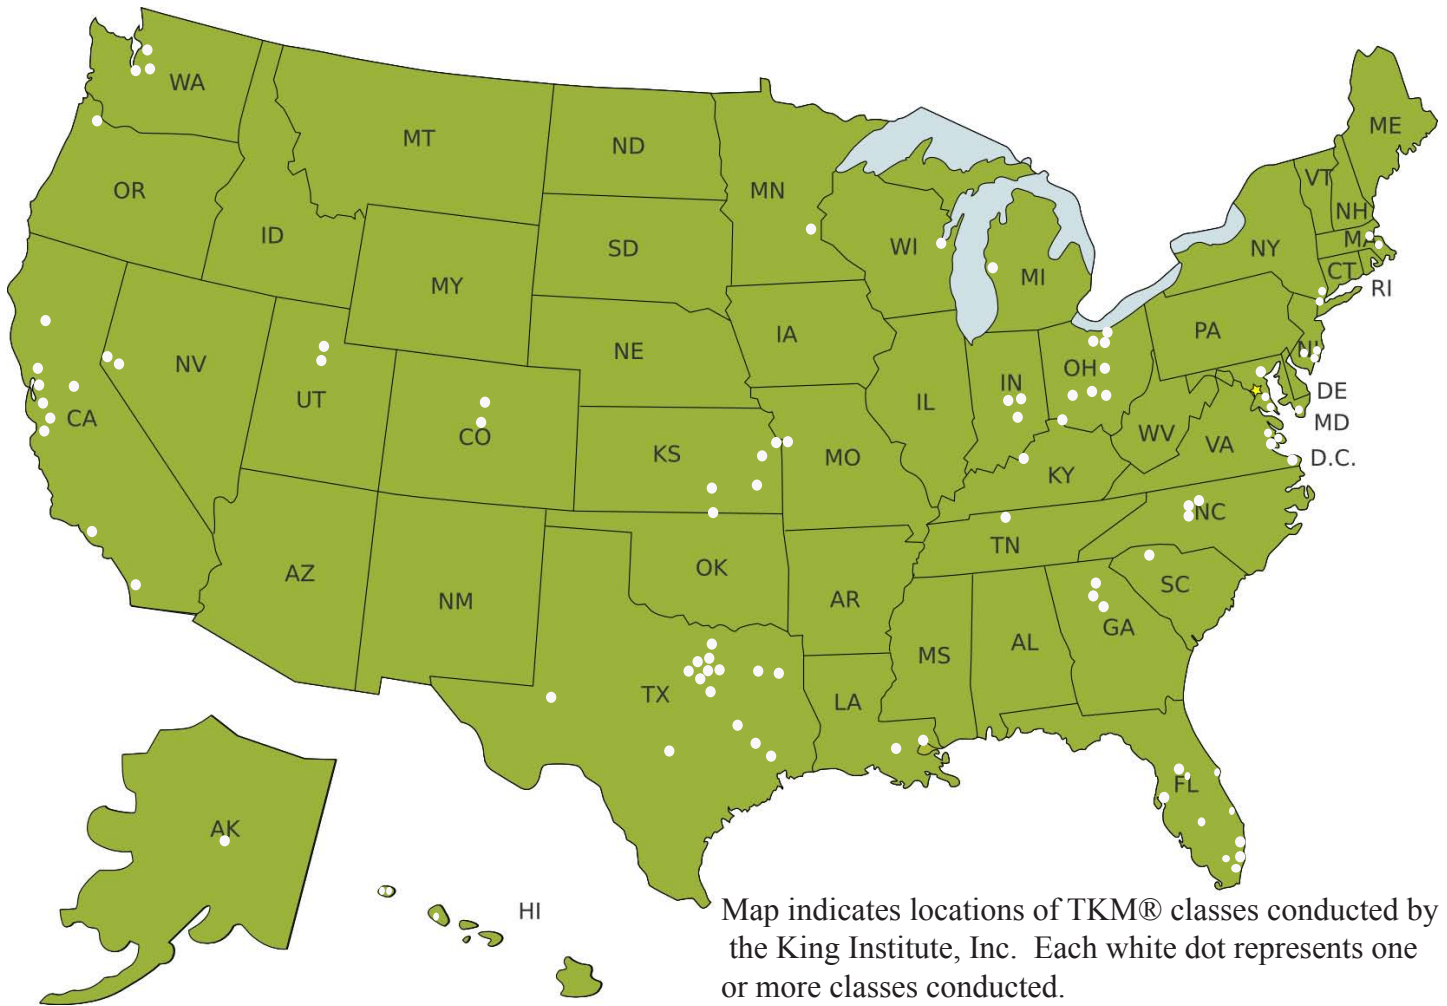 WA
ME
MT
ND
VT
OR
MN
NH
ID
SD
WI
NY
MA
MI
CT
MY
RI
IA
PA
NE
NV
NJ
OH
IN
UT
DE
IL
CA
MD
CO
WV
VA
KS
MO
D.C.
KY
NC
TN
OK
AZ
SC
AR
NM
GA
AL
MS
TX
LA
FL
AK
HI
Map indicates locations of TKM® classes conducted by
the King Institute, Inc. Each white dot represents one
or more classes conducted.